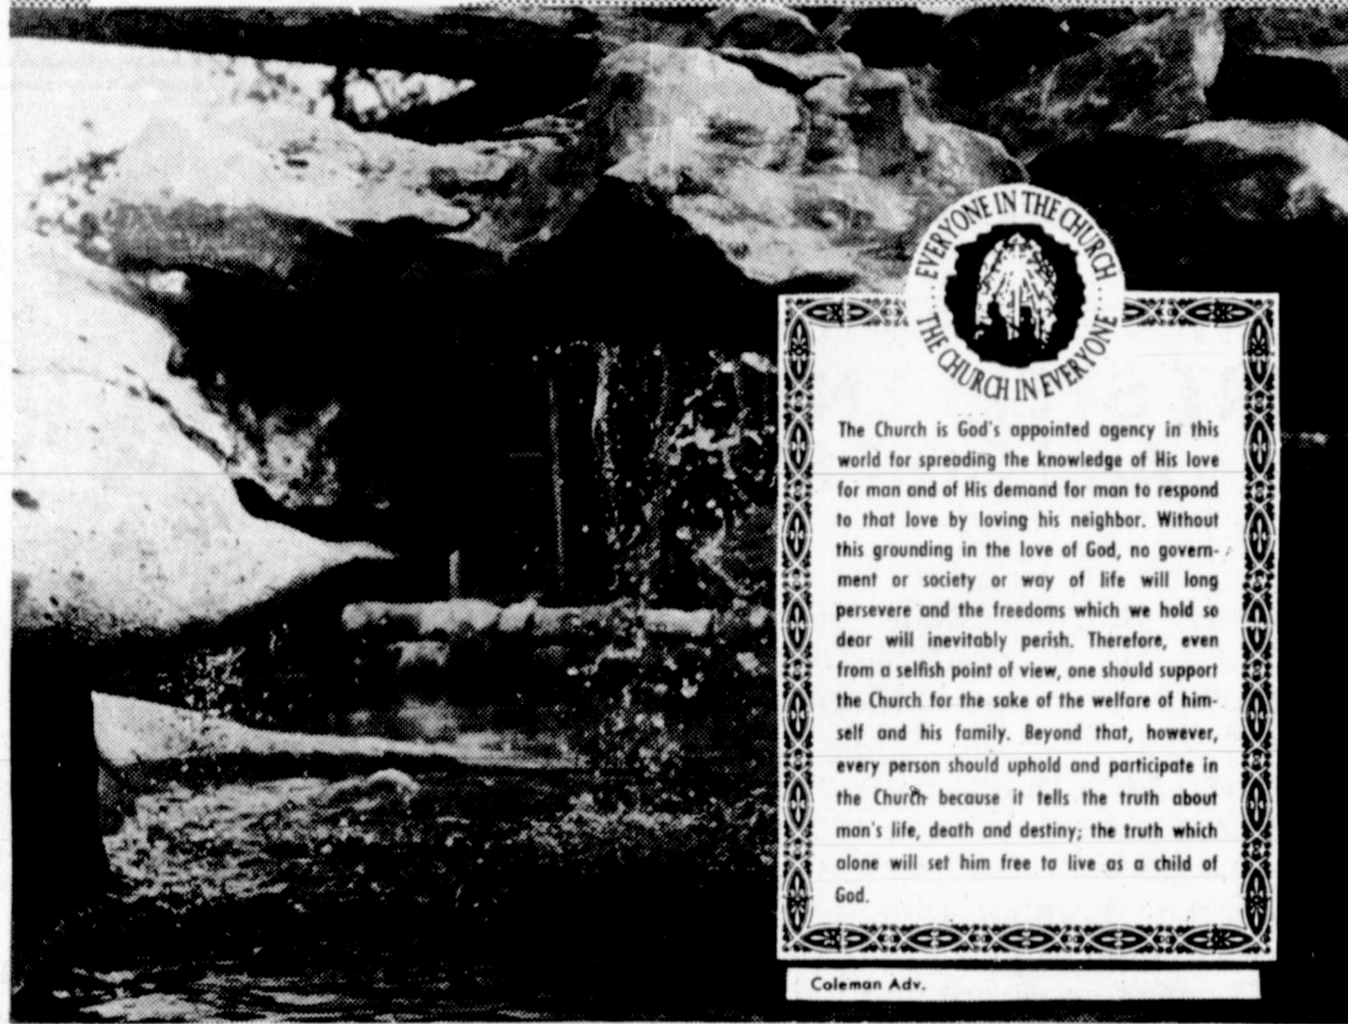 EVERYONE IN THE CHURCH
THE CHURCH IN EVERYONE
The Church is God's appointed agency in this
world for spreading the knowledge of His love
for man and of His demand for man to respond
to that love by loving his neighbor. Without
this grounding in the love of God, no govern-
ment or society or way of life will long
persevere and the freedoms which we hold so
dear will inevitably perish. Therefore, even
from a selfish point of view, one should support
the Church for the sake of the welfare of him-
self and his family. Beyond that, however,
every person should uphold and participate in
the Church because it tells the truth about
man's life, death and destiny; the truth which
alone will set him free to live as a child of
God.
Coleman Adv.